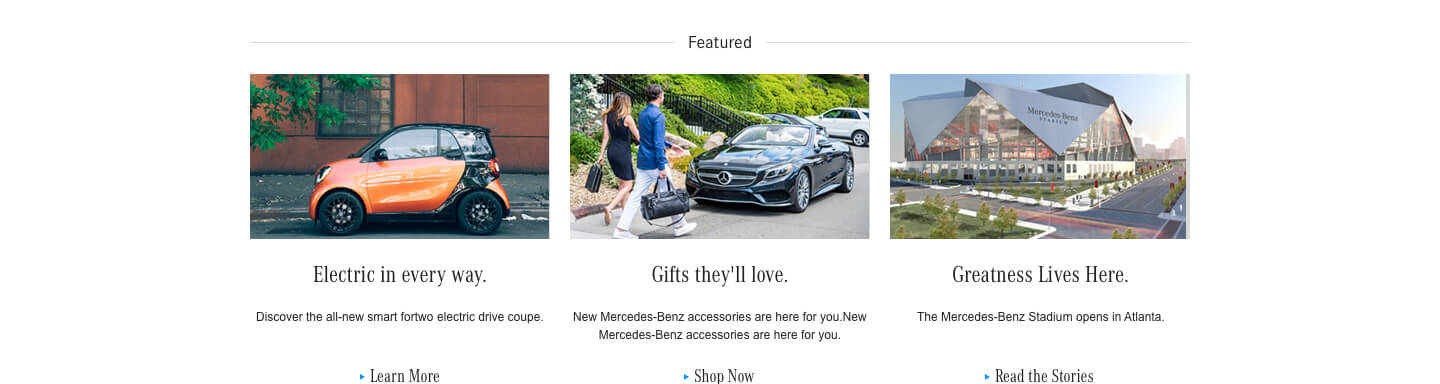 Featured
Mercedes-Benz
STADIUM
Electric in every way.
Gifts they'll love.
Greatness Lives Here.
Discover the all-new smart fortwo electric drive coupe.
New Mercedes-Benz accessories are here for you.New
Mercedes-Benz accessories are here for you.
The Mercedes-Benz Stadium opens in Atlanta.
Learn More
Shop Now
Read the Stories